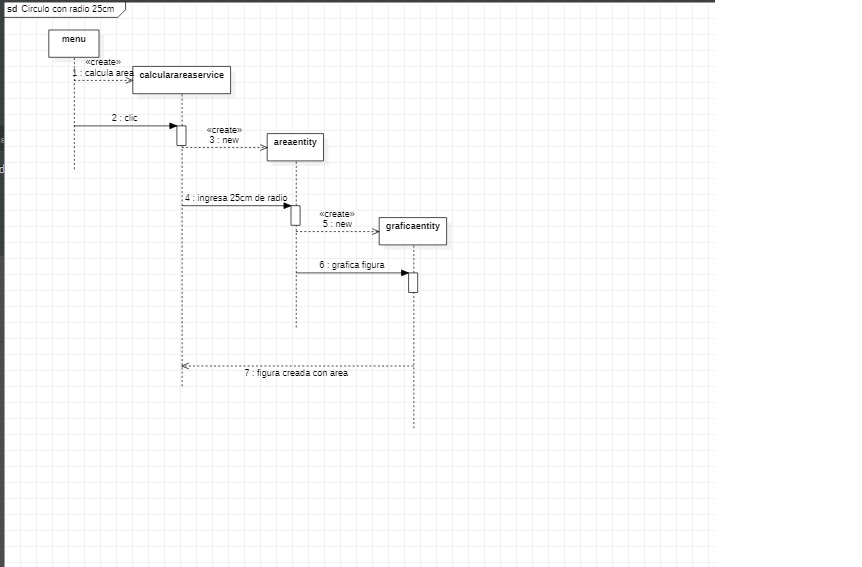 sd Circulo con radio 25cm
menu
«create»
1 : calcula area
calcularareaservice
2 : clic
«create»
3 : new
areaentity
4 : ingresa 25cm de radio
«create»
5 : new
graficaentity
6 : grafica figura
7 : figura creada con area